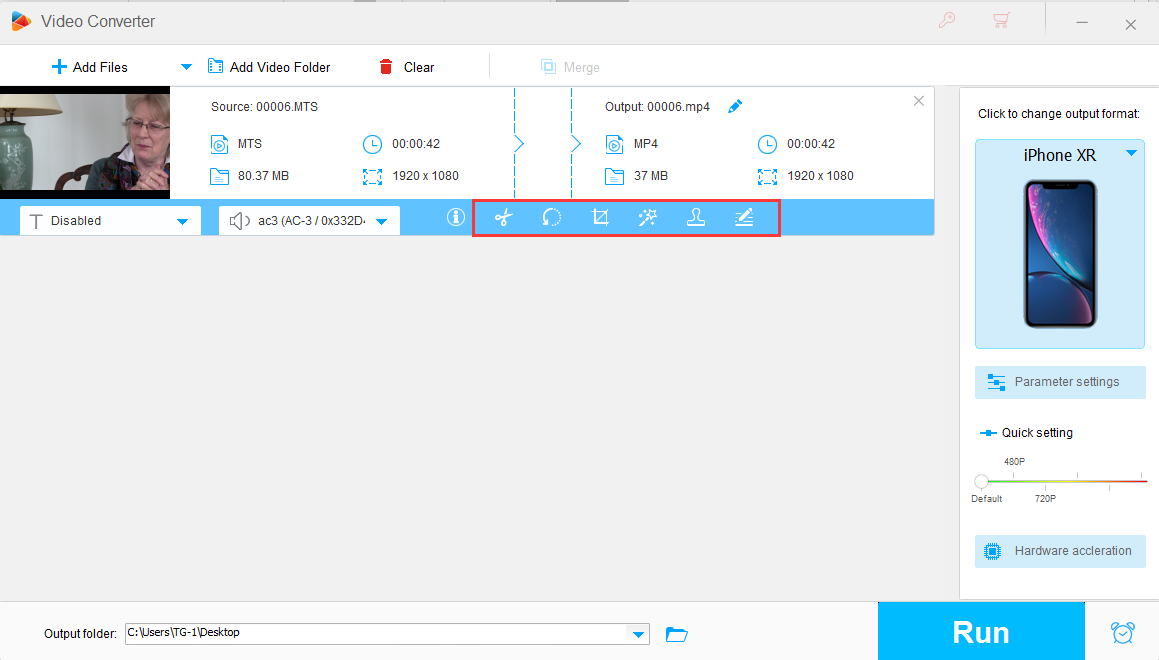 Video Converter
Add Files
Add Video Folder
Clear
Merge
Source: 00006.MTS
MTS
00:00:42
80.37 MB
1920 x 1080
Output: 00006.mp4
MP4
00:00:42
37 MB
1920 x 1080
Disabled
ac3 (AC-3 / 0x332D
Click to change output format:
iPhone XR
Parameter settings
Quick setting
480P
Default
720P
Hardware accleration
Output folder:
C:\Users\TG-1\Desktop
Run